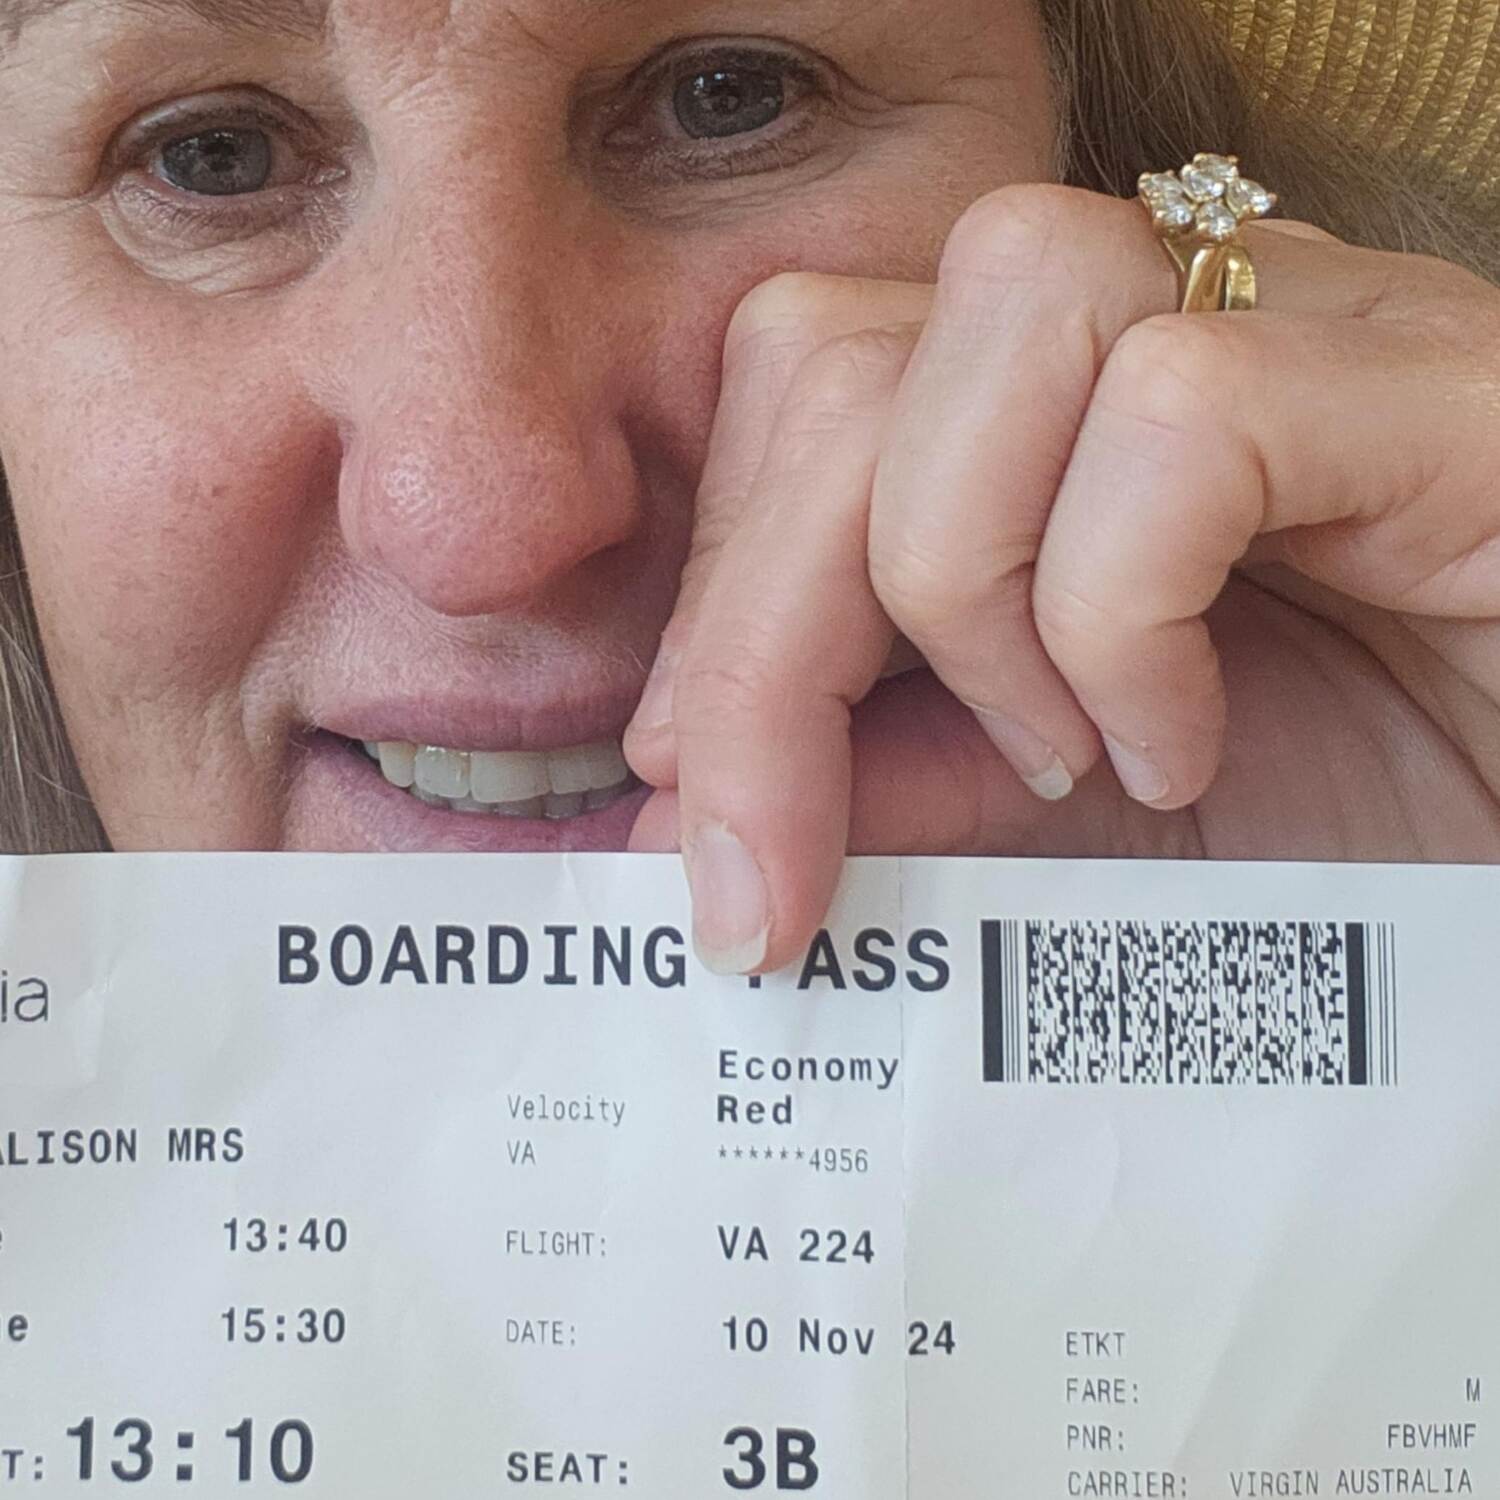 BOARDING PASS
ia
Economy
Velocity Red
ALISON MRS VA ******4956
13:40 FLIGHT: VA 224
e 15:30 DATE: 10 Nov 24
ETKT
FARE: M
PNR: FBVHMF
T: 13:10 SEAT: 3B
CARRIER: VIRGIN AUSTRALIA